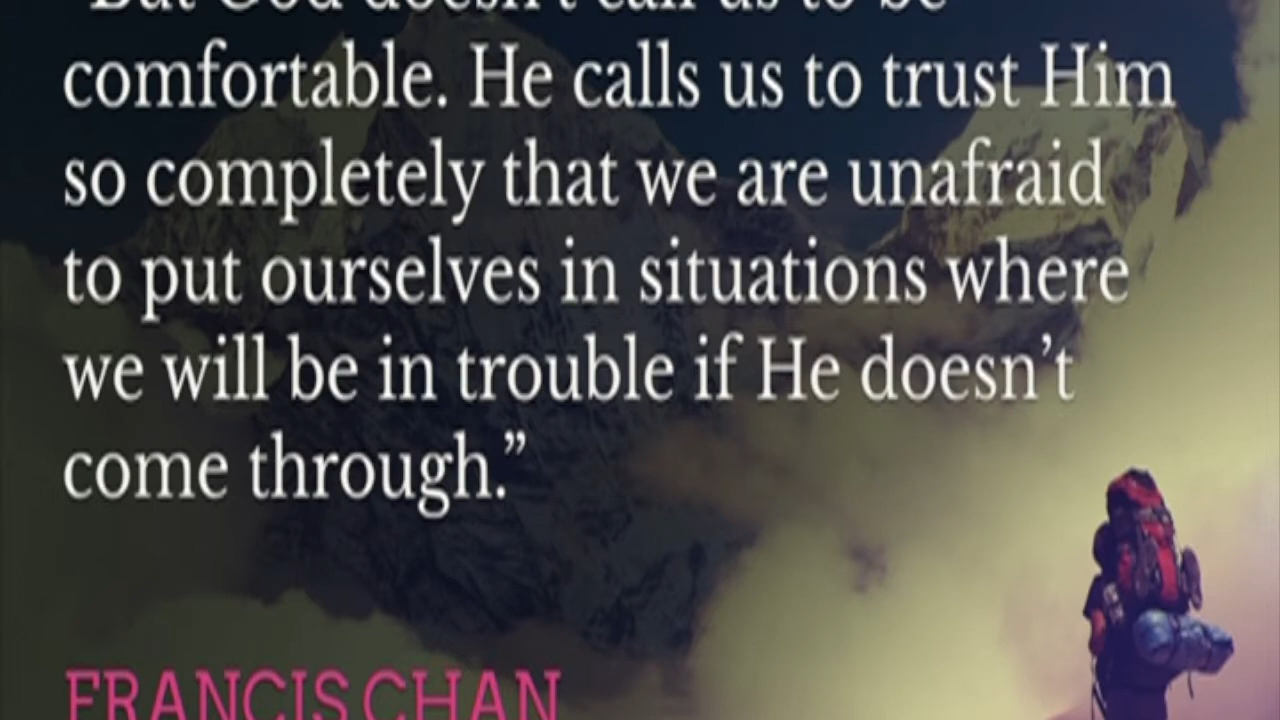 "But God doesn't call us to be
comfortable. He calls us to trust Him
so completely that we are unafraid
to put ourselves in situations where
we will be in trouble if He doesn’t
come through.”
FRANCIS CHAN